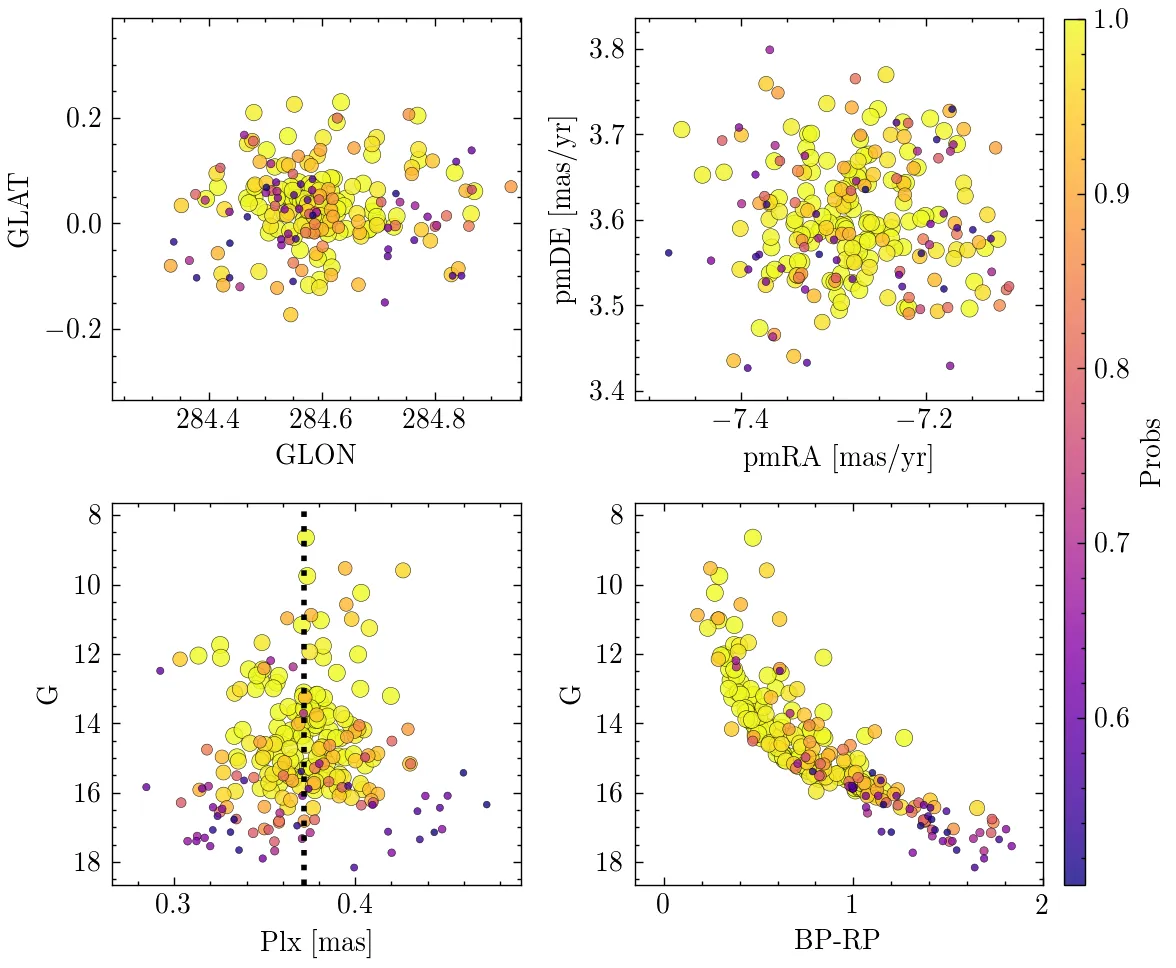 GLAT
0.2
0.0
−0.2
284.4 284.6 284.8
GLON
pmDE [mas/yr]
3.8
3.7
3.6
3.5
3.4
−7.4 −7.2
pmRA [mas/yr]
1.0
0.9
0.8
0.7
0.6
Probs
G
8
10
12
14
16
18
0.3 0.4
Plx [mas]
G
8
10
12
14
16
18
0 1 2
BP-RP